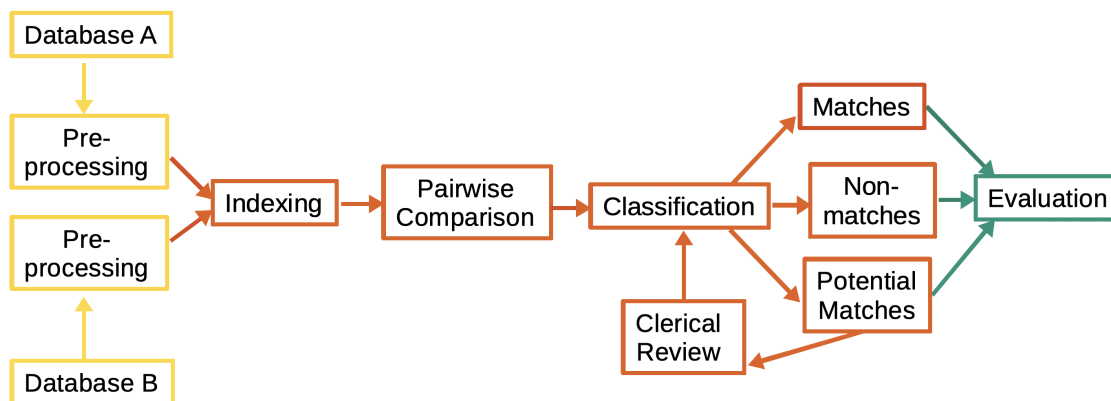 Database A
Pre-
processing
Pre-
processing
Database B
Indexing
Pairwise
Comparison
Classification
Clerical
Review
Matches
Non-
matches
Potential
Matches
Evaluation